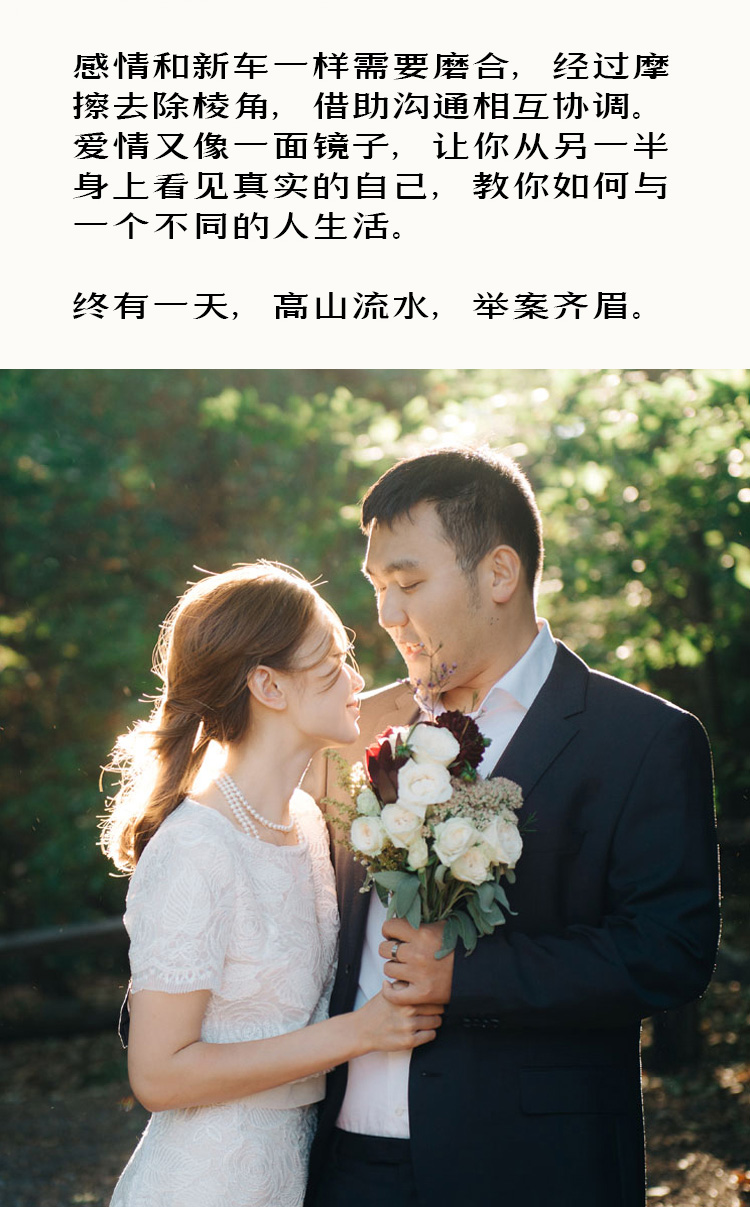 感情和新车一样需要磨合，经过摩
擦去除棱角，借助沟通相互协调。
爱情又像一面镜子，让你从另一半
身上看见真实的自己，教你如何与
一个不同的人生活。
终有一天，高山流水，举案齐眉。